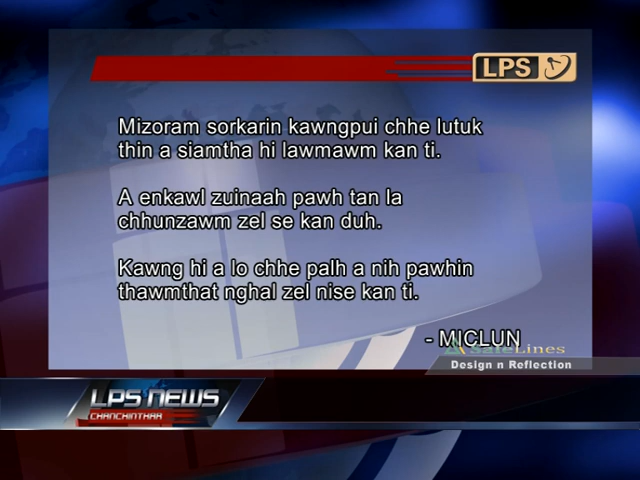 LPS
Mizoram sorkarin kawngpui chhe lutuk
thin a siamtha hi lawmawm kan ti.
A enkawl zuinaah pawh tan la
chhunzawm zel se kan duh.
Kawng hi a lo chhe palh a nih pawhin
thawmthat nghal zel nise kan ti.
- MICLUN
SafeLines
Design n Reflection
LPS NEWS
CHANCHINTHAR